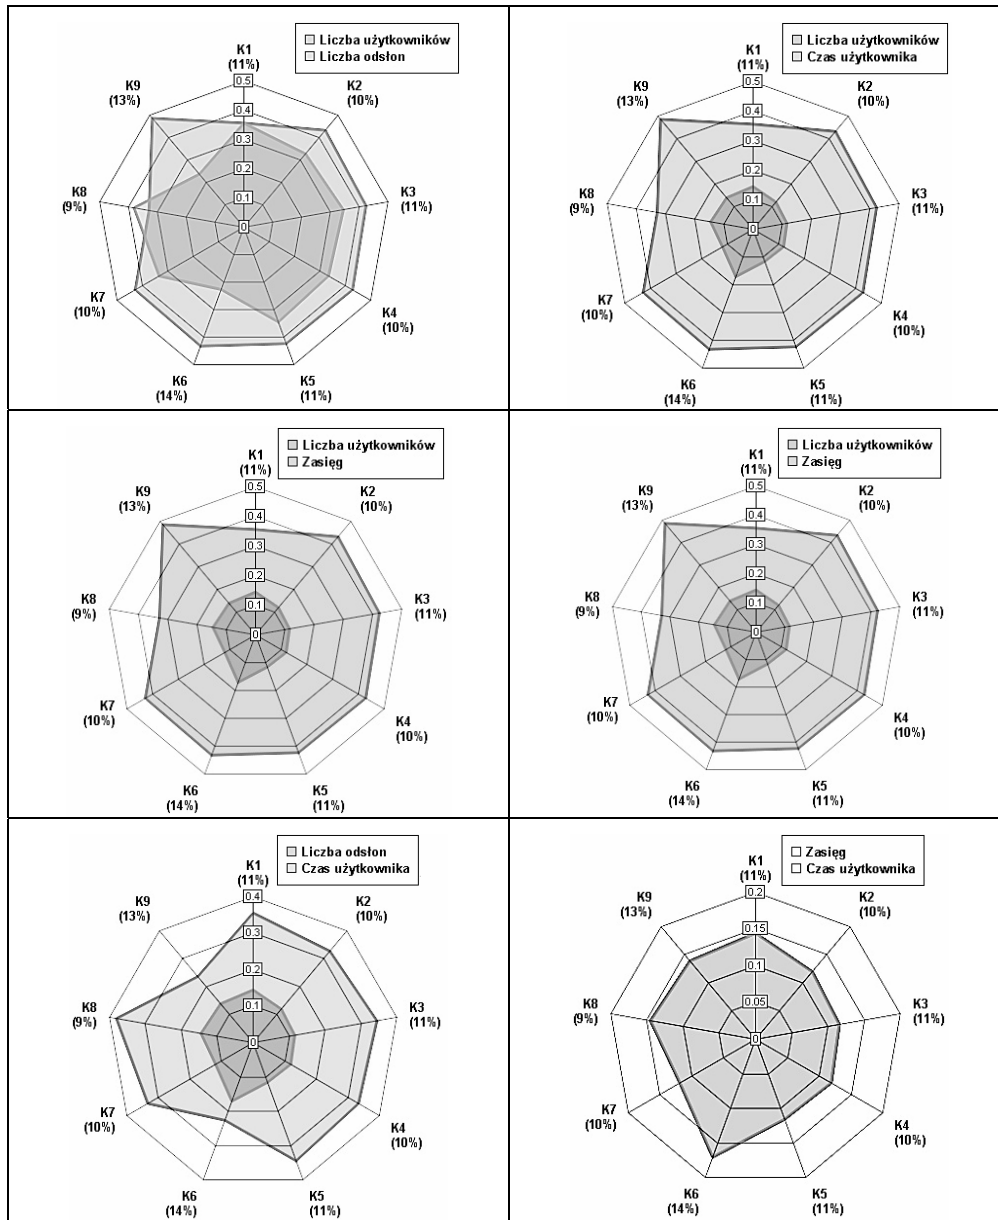 Liczba użytkowników
Liczba odsłon
K1
(11%)
K2
(10%)
K3
(11%)
K4
(10%)
K5
(11%)
K6
(14%)
K7
(10%)
K8
(9%)
K9
(13%)
0.5
0.4
0.3
0.2
0.1
0
Liczba użytkowników
Czas użytkownika
K1
(11%)
K2
(10%)
K3
(11%)
K4
(10%)
K5
(11%)
K6
(14%)
K7
(10%)
K8
(9%)
K9
(13%)
0.5
0.4
0.3
0.2
0.1
0
Liczba użytkowników
Zasięg
K1
(11%)
K2
(10%)
K3
(11%)
K4
(10%)
K5
(11%)
K6
(14%)
K7
(10%)
K8
(9%)
K9
(13%)
0.5
0.4
0.3
0.2
0.1
0
Liczba użytkowników
Zasięg
K1
(11%)
K2
(10%)
K3
(11%)
K4
(10%)
K5
(11%)
K6
(14%)
K7
(10%)
K8
(9%)
K9
(13%)
0.5
0.4
0.3
0.2
0.1
0
Liczba odsłon
Czas użytkownika
K1
(11%)
K2
(10%)
K3
(11%)
K4
(10%)
K5
(11%)
K6
(14%)
K7
(10%)
K8
(9%)
K9
(13%)
0.4
0.3
0.2
0.1
0
Zasięg
Czas użytkownika
K1
(11%)
K2
(10%)
K3
(11%)
K4
(10%)
K5
(11%)
K6
(14%)
K7
(10%)
K8
(9%)
K9
(13%)
0.2
0.15
0.1
0.05
0